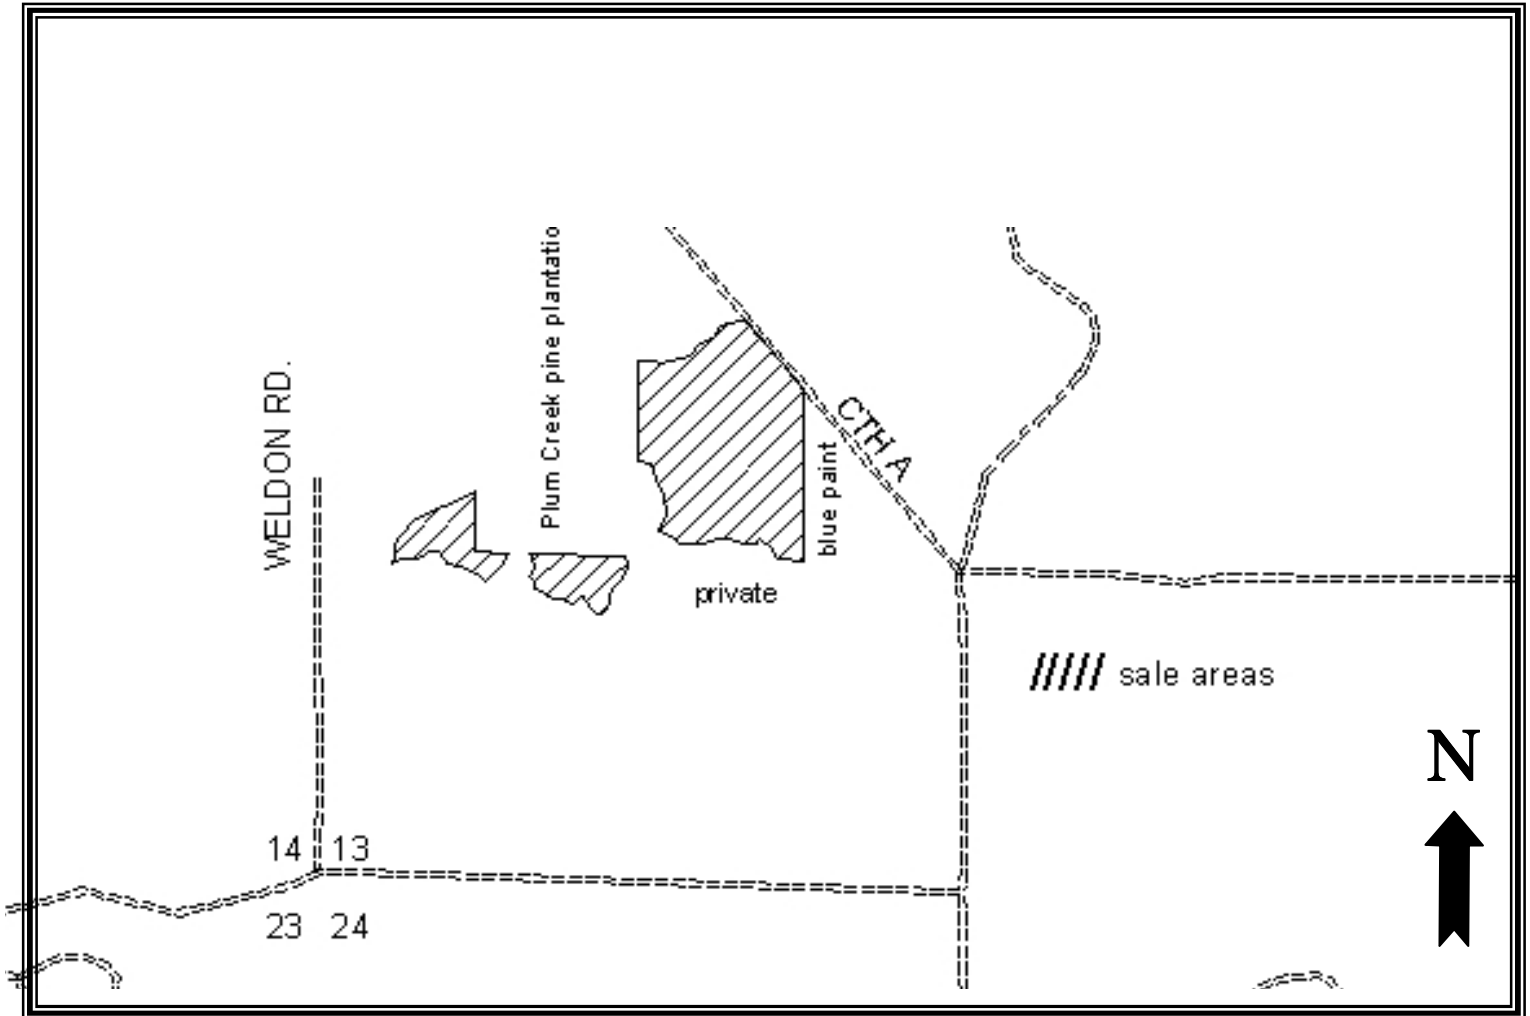 Plum Creek pine plantatio
WELDON RD.
CTH A
blue paint
private
sale areas
N
14 13
23 24